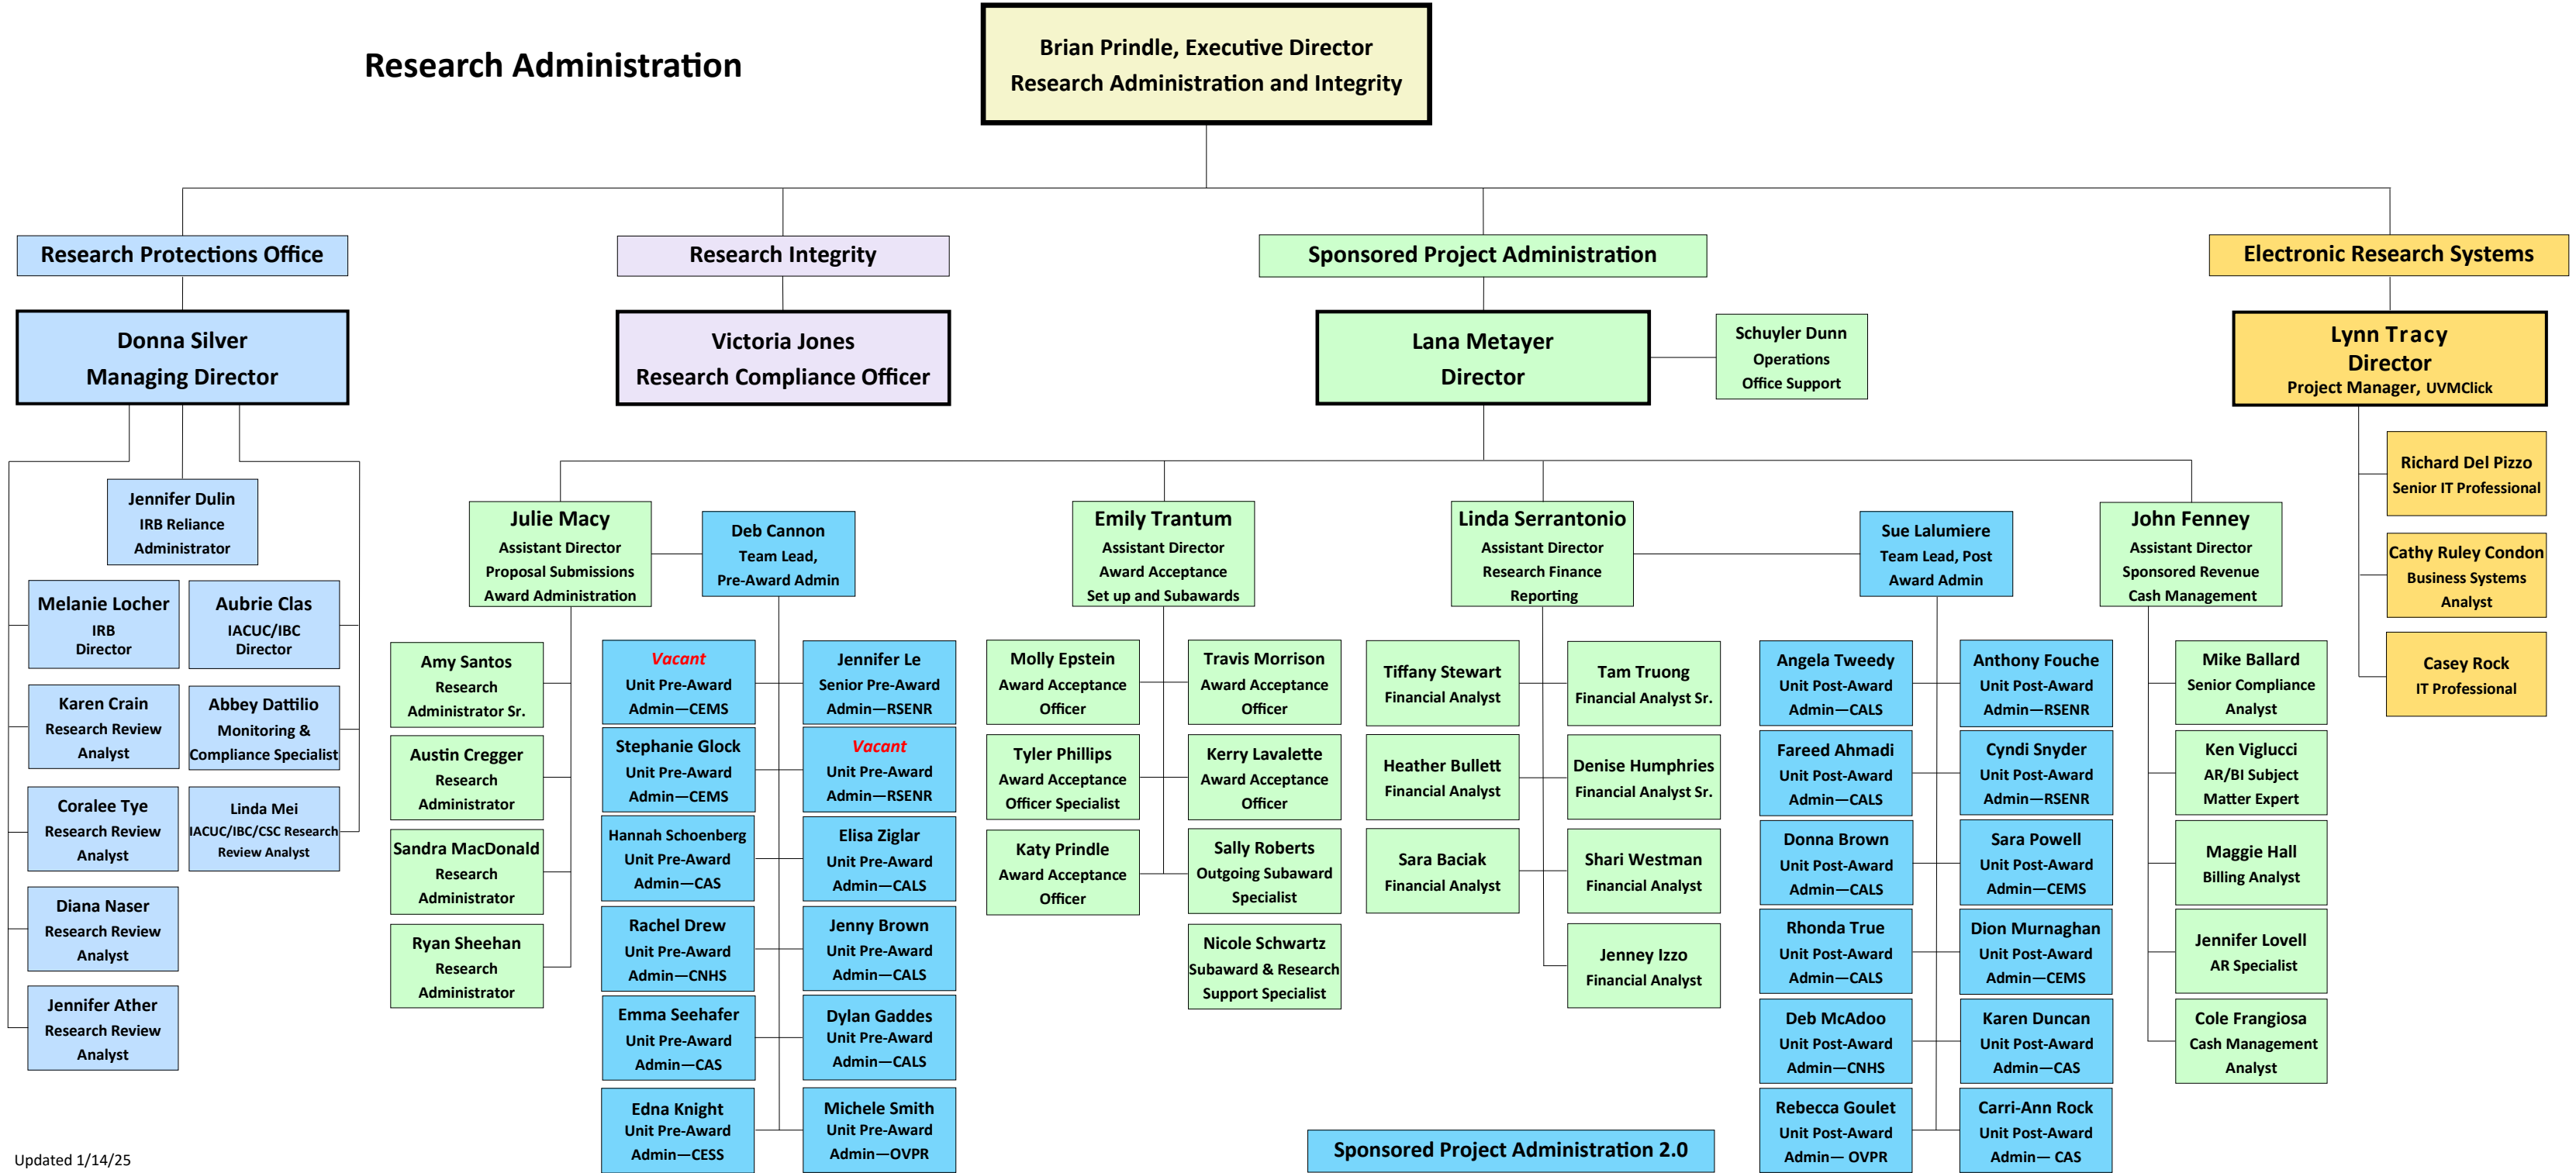 Research Administration
Brian Prindle, Executive Director
Research Administration and Integrity
Research Protections Office
Research Integrity
Sponsored Project Administration
Electronic Research Systems
Donna Silver
Managing Director
Victoria Jones
Research Compliance Officer
Lana Metayer
Director
Schuyler Dunn
Operations
Office Support
Lynn Tracy
Director
Project Manager, UVMClick
Jennifer Dulin
IRB Reliance
Administrator
Melanie Locher
IRB
Director
Karen Crain
Research Review
Analyst
Coralee Tye
Research Review
Analyst
Diana Naser
Research Review
Analyst
Jennifer Ather
Research Review
Analyst
Aubrie Clas
IACUC/IBC
Director
Abbey Dattilio
Monitoring &
Compliance Specialist
Linda Mei
IACUC/IBC/CSC Research
Review Analyst
Julie Macy
Assistant Director
Proposal Submissions
Award Administration
Amy Santos
Research
Administrator Sr.
Austin Cregger
Research
Administrator
Sandra MacDonald
Research
Administrator
Ryan Sheehan
Research
Administrator
Deb Cannon
Team Lead,
Pre-Award Admin
Vacant
Unit Pre-Award
Admin—CEMS
Stephanie Glock
Unit Pre-Award
Admin—CEMS
Hannah Schoenberg
Unit Pre-Award
Admin—CAS
Rachel Drew
Unit Pre-Award
Admin—CNHS
Emma Seehafer
Unit Pre-Award
Admin—CAS
Edna Knight
Unit Pre-Award
Admin—CESS
Jennifer Le
Senior Pre-Award
Admin—RSENR
Vacant
Unit Pre-Award
Admin—RSENR
Elisa Ziglar
Unit Pre-Award
Admin—CALS
Jenny Brown
Unit Pre-Award
Admin—CALS
Dylan Gaddes
Unit Pre-Award
Admin—CALS
Michele Smith
Unit Pre-Award
Admin—OVPR
Emily Trantum
Assistant Director
Award Acceptance
Set up and Subawards
Molly Epstein
Award Acceptance
Officer
Tyler Phillips
Award Acceptance
Officer Specialist
Katy Prindle
Award Acceptance
Officer
Travis Morrison
Award Acceptance
Officer
Kerry Lavalette
Award Acceptance
Officer
Sally Roberts
Outgoing Subaward
Specialist
Nicole Schwartz
Subaward & Research
Support Specialist
Linda Serrantonio
Assistant Director
Research Finance
Reporting
Tiffany Stewart
Financial Analyst
Heather Bullett
Financial Analyst
Sara Baciak
Financial Analyst
Tam Truong
Financial Analyst Sr.
Denise Humphries
Financial Analyst Sr.
Shari Westman
Financial Analyst
Jenney Izzo
Financial Analyst
Sue Lalumiere
Team Lead, Post
Award Admin
Angela Tweedy
Unit Post-Award
Admin—CALS
Fareed Ahmadi
Unit Post-Award
Admin—CALS
Donna Brown
Unit Post-Award
Admin—CALS
Rhonda True
Unit Post-Award
Admin—CALS
Deb McAdoo
Unit Post-Award
Admin—CNHS
Rebecca Goulet
Unit Post-Award
Admin— OVPR
Anthony Fouche
Unit Post-Award
Admin—RSENR
Cyndi Snyder
Unit Post-Award
Admin—RSENR
Sara Powell
Unit Post-Award
Admin—CEMS
Dion Murnaghan
Unit Post-Award
Admin—CEMS
Karen Duncan
Unit Post-Award
Admin—CAS
Carri-Ann Rock
Unit Post-Award
Admin— CAS
John Fenney
Assistant Director
Sponsored Revenue
Cash Management
Mike Ballard
Senior Compliance
Analyst
Ken Viglucci
AR/BI Subject
Matter Expert
Maggie Hall
Billing Analyst
Jennifer Lovell
AR Specialist
Cole Frangiosa
Cash Management
Analyst
Richard Del Pizzo
Senior IT Professional
Cathy Ruley Condon
Business Systems
Analyst
Casey Rock
IT Professional
Sponsored Project Administration 2.0
Updated 1/14/25